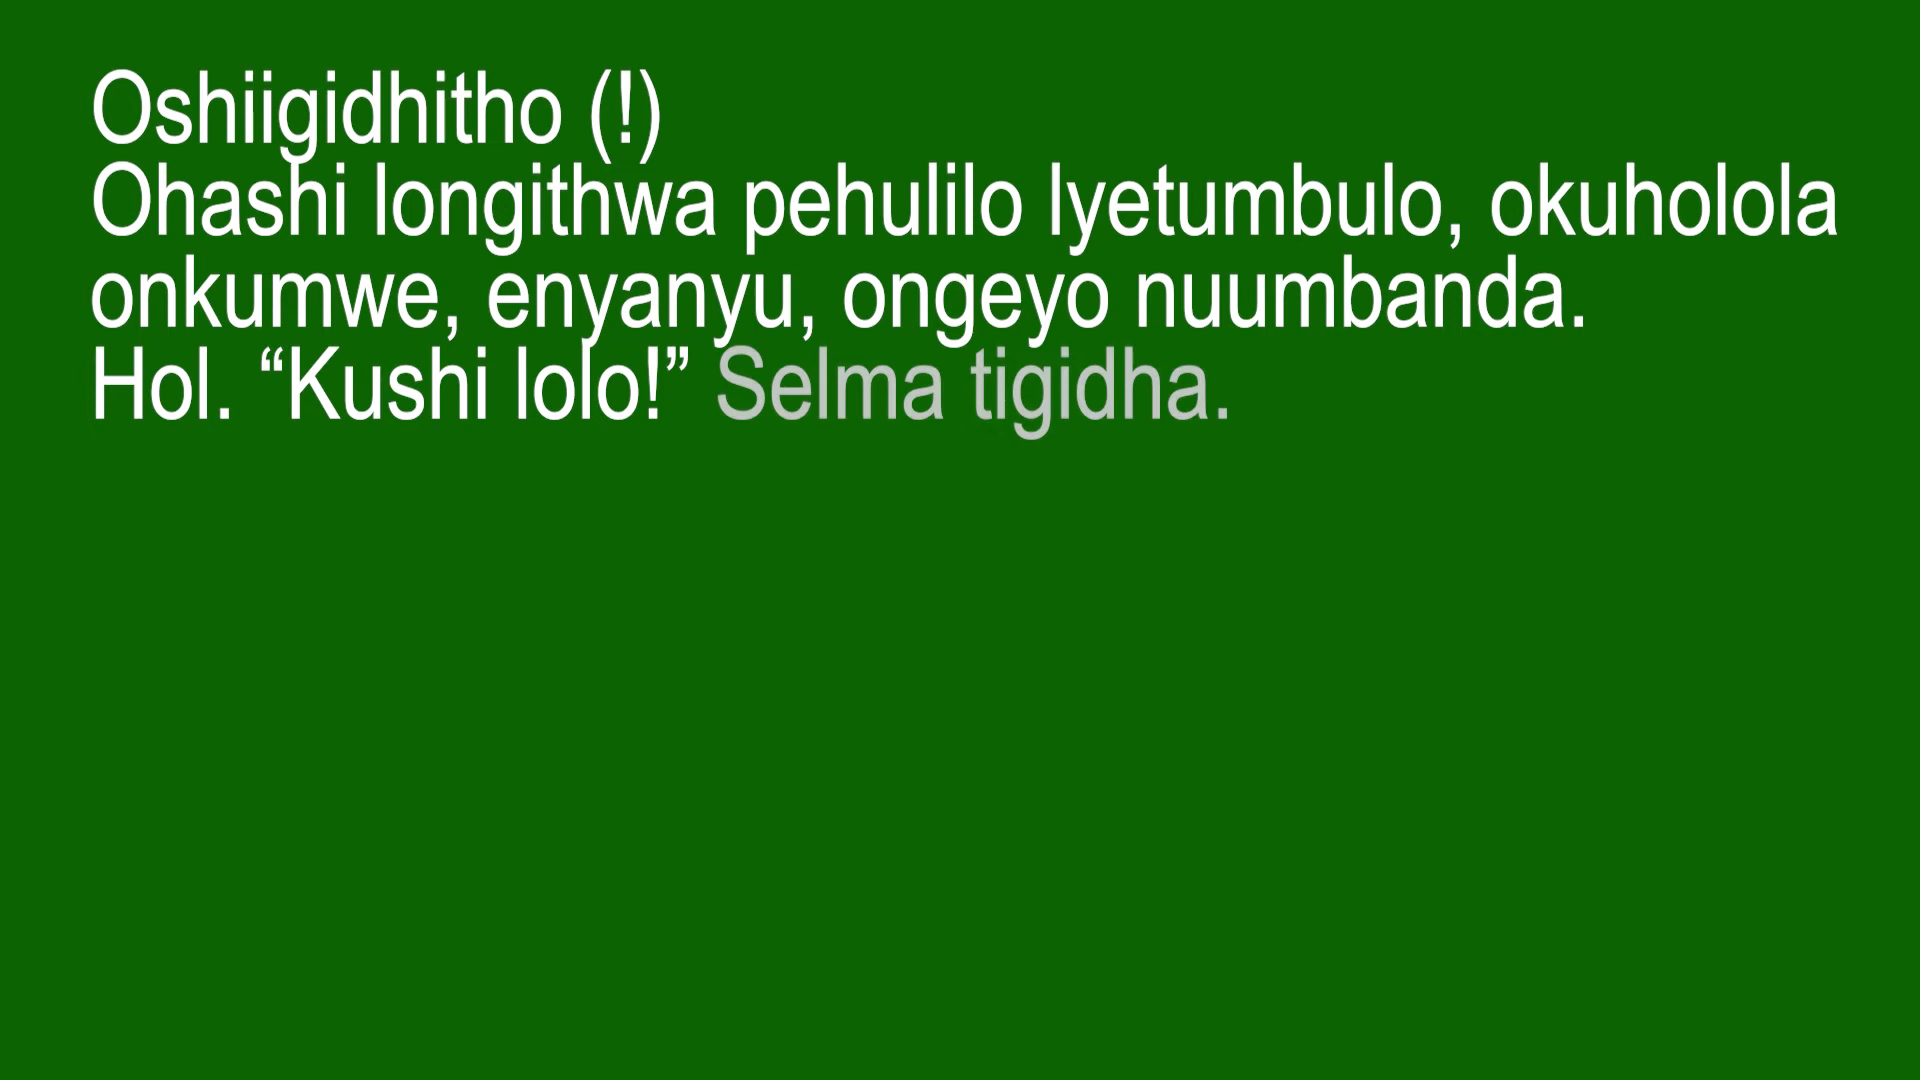 Oshiigidhitho (!)
Ohashi longithwa pehulilo lyetumbulo, okuholola
onkumwe, enyanyu, ongeyo nuumbanda.
Hol. “Kushi lolo!” Selma tigidha.